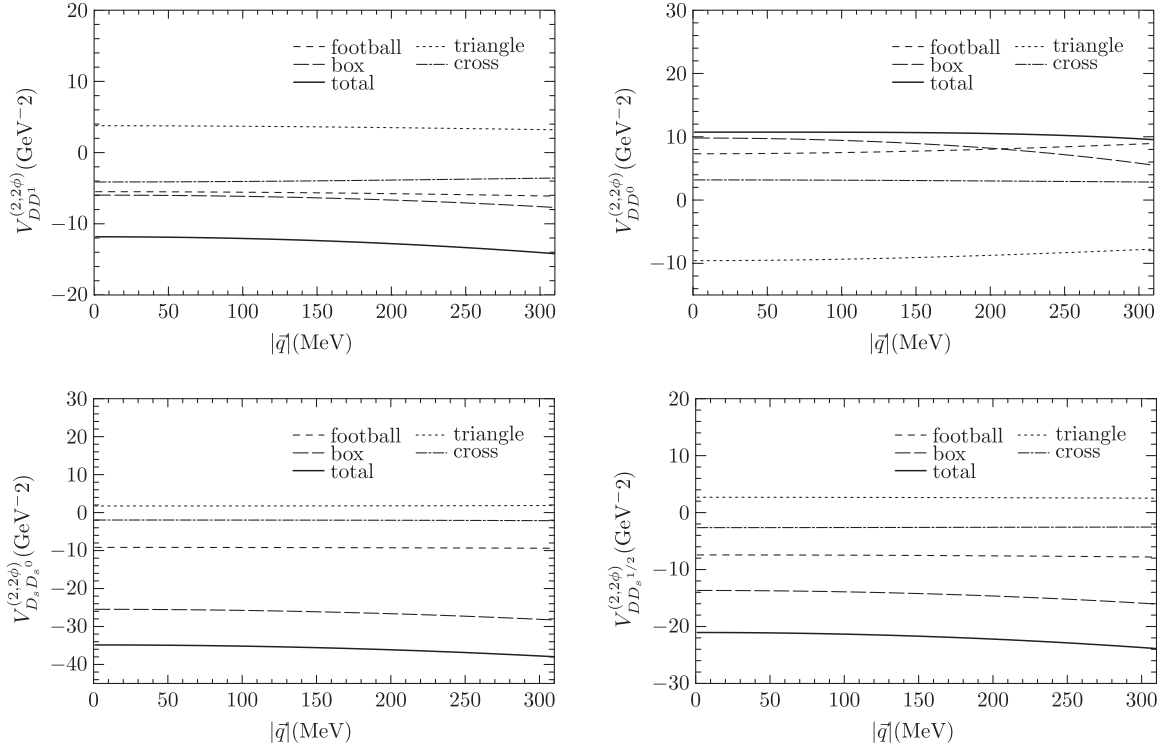 20
10
0
−10
−20
V_{DD^1}^{(2,2ϕ)}(GeV−2)
football
triangle
box
cross
total
0 50 100 150 200 250 300
|q⃗|(MeV)
30
20
10
0
−10
V_{DD^0}^{(2,2ϕ)}(GeV−2)
football
triangle
box
cross
total
0 50 100 150 200 250 300
|q⃗|(MeV)
30
20
10
0
−10
−20
−30
−40
V_{D_sD_s^0}^{(2,2ϕ)}(GeV−2)
football
triangle
box
cross
total
0 50 100 150 200 250 300
|q⃗|(MeV)
20
10
0
−10
−20
−30
V_{DD_s^{1/2}}^{(2,2ϕ)}(GeV−2)
football
triangle
box
cross
total
0 50 100 150 200 250 300
|q⃗|(MeV)